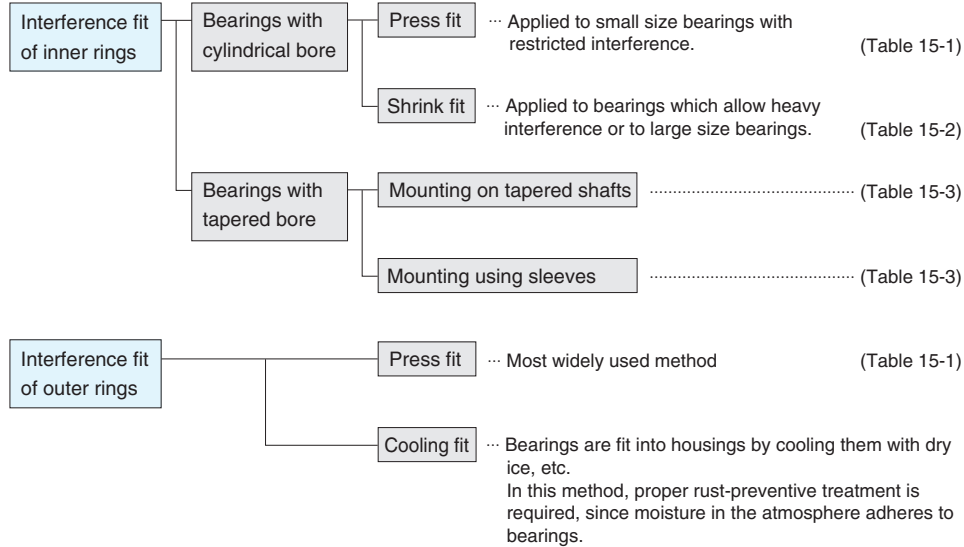 Interference fit
of inner rings
Bearings with
cylindrical bore
Press fit
··· Applied to small size bearings with
restricted interference.
(Table 15-1)
Shrink fit
··· Applied to bearings which allow heavy
interference or to large size bearings.
(Table 15-2)
Bearings with
tapered bore
Mounting on tapered shafts
(Table 15-3)
Mounting using sleeves
(Table 15-3)
Interference fit
of outer rings
Press fit
··· Most widely used method
(Table 15-1)
Cooling fit
··· Bearings are fit into housings by cooling them with dry
ice, etc.
In this method, proper rust-preventive treatment is
required, since moisture in the atmosphere adheres to
bearings.